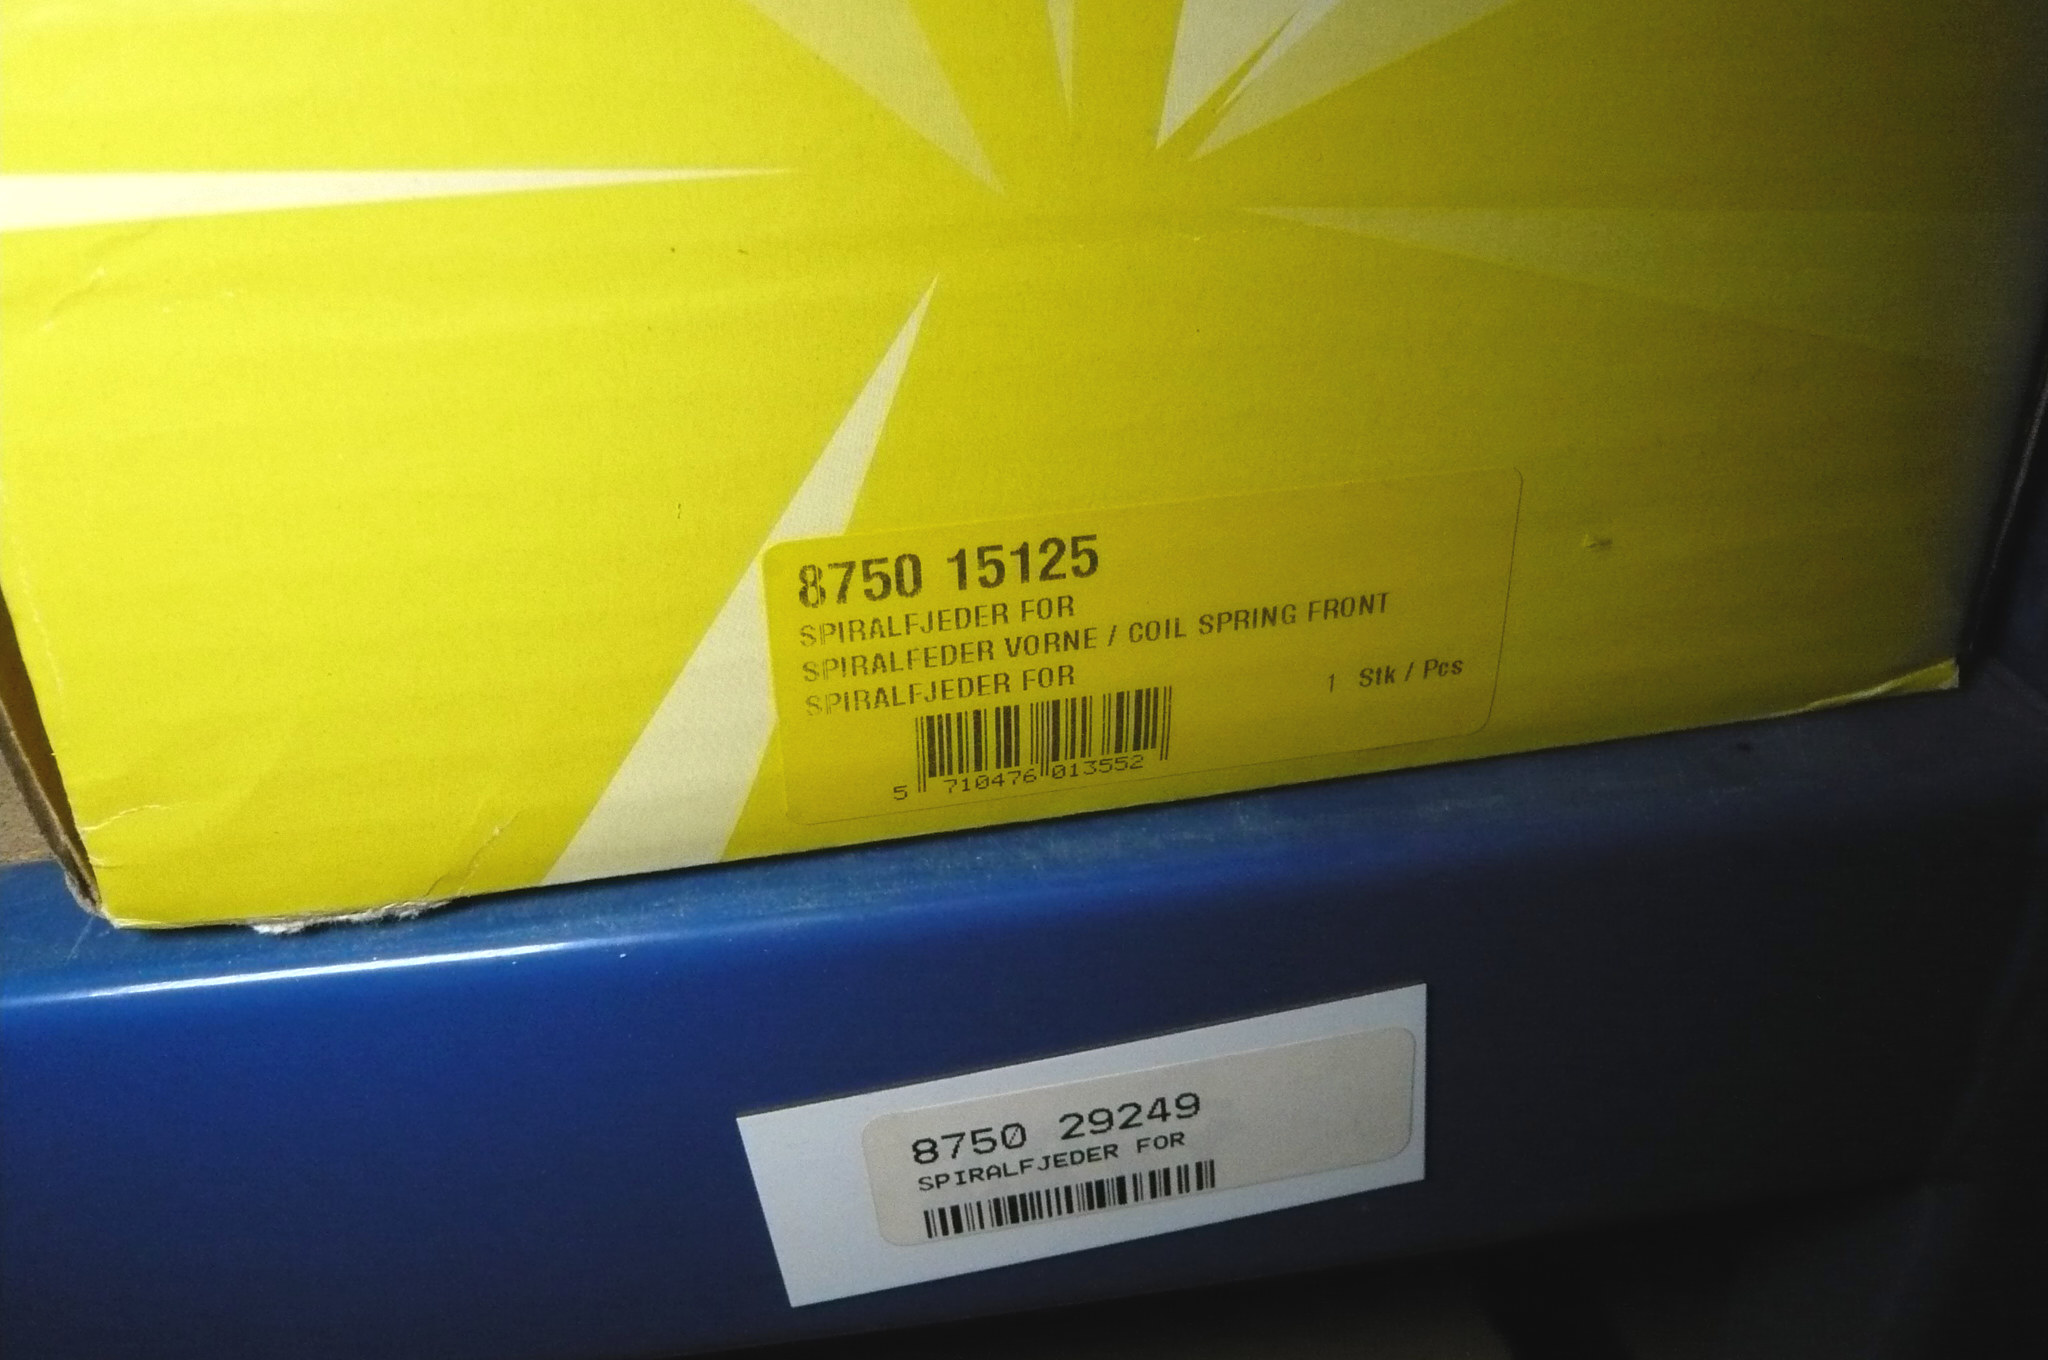 8750 15125
SPIRALFJEDER FOR
SPIRALFEDER VORNE / COIL SPRING FRONT
SPIRALFJEDER FOR
1 Stk / Pcs
5 710476 013552
8750 29249
SPIRALFJEDER FOR